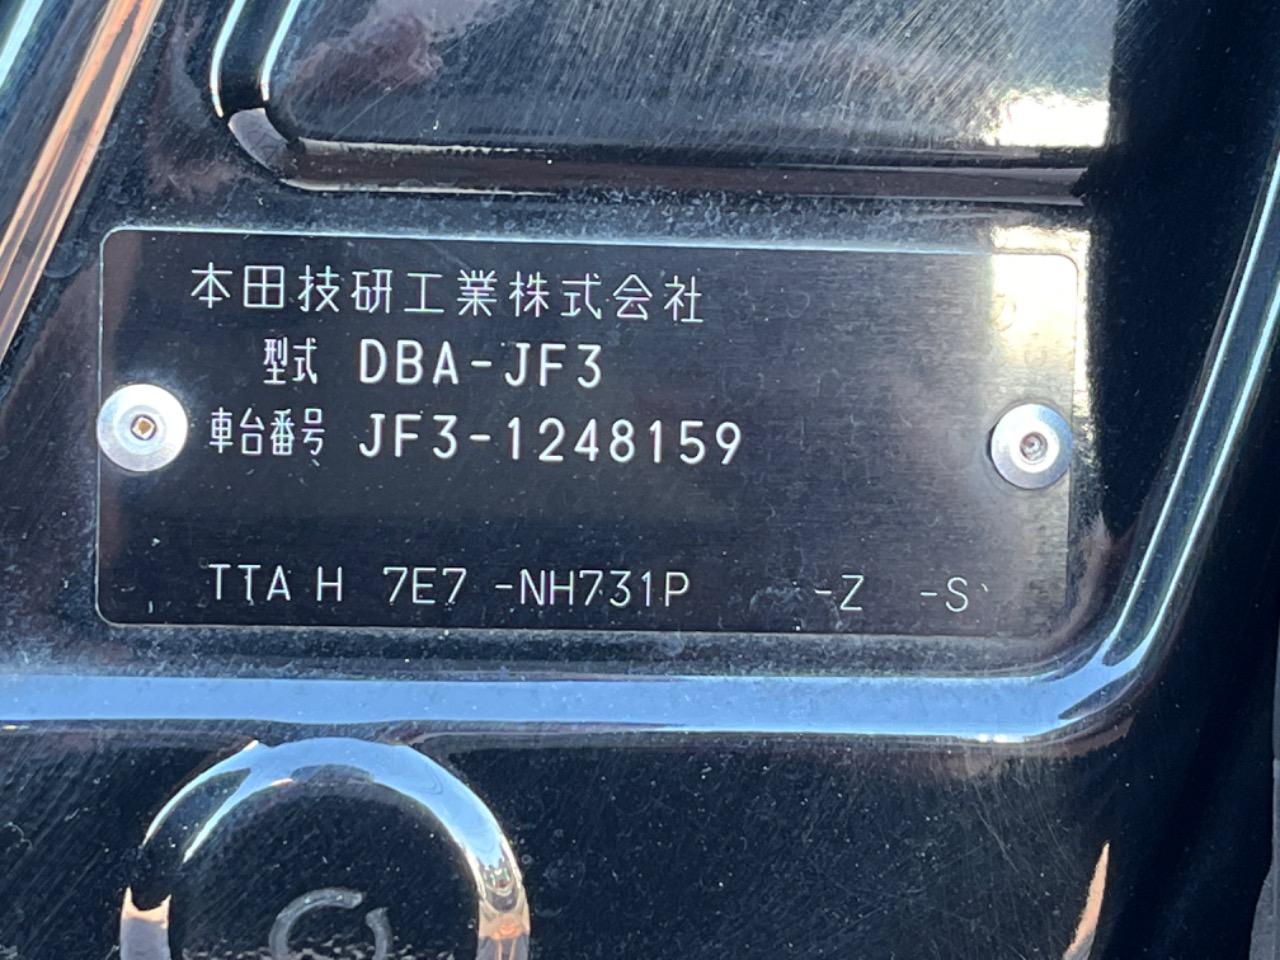 本田技研工業株式会社
型式 DBA-JF3
車台番号 JF3-1248159
TTA H 7E7 -NH731P -Z -S